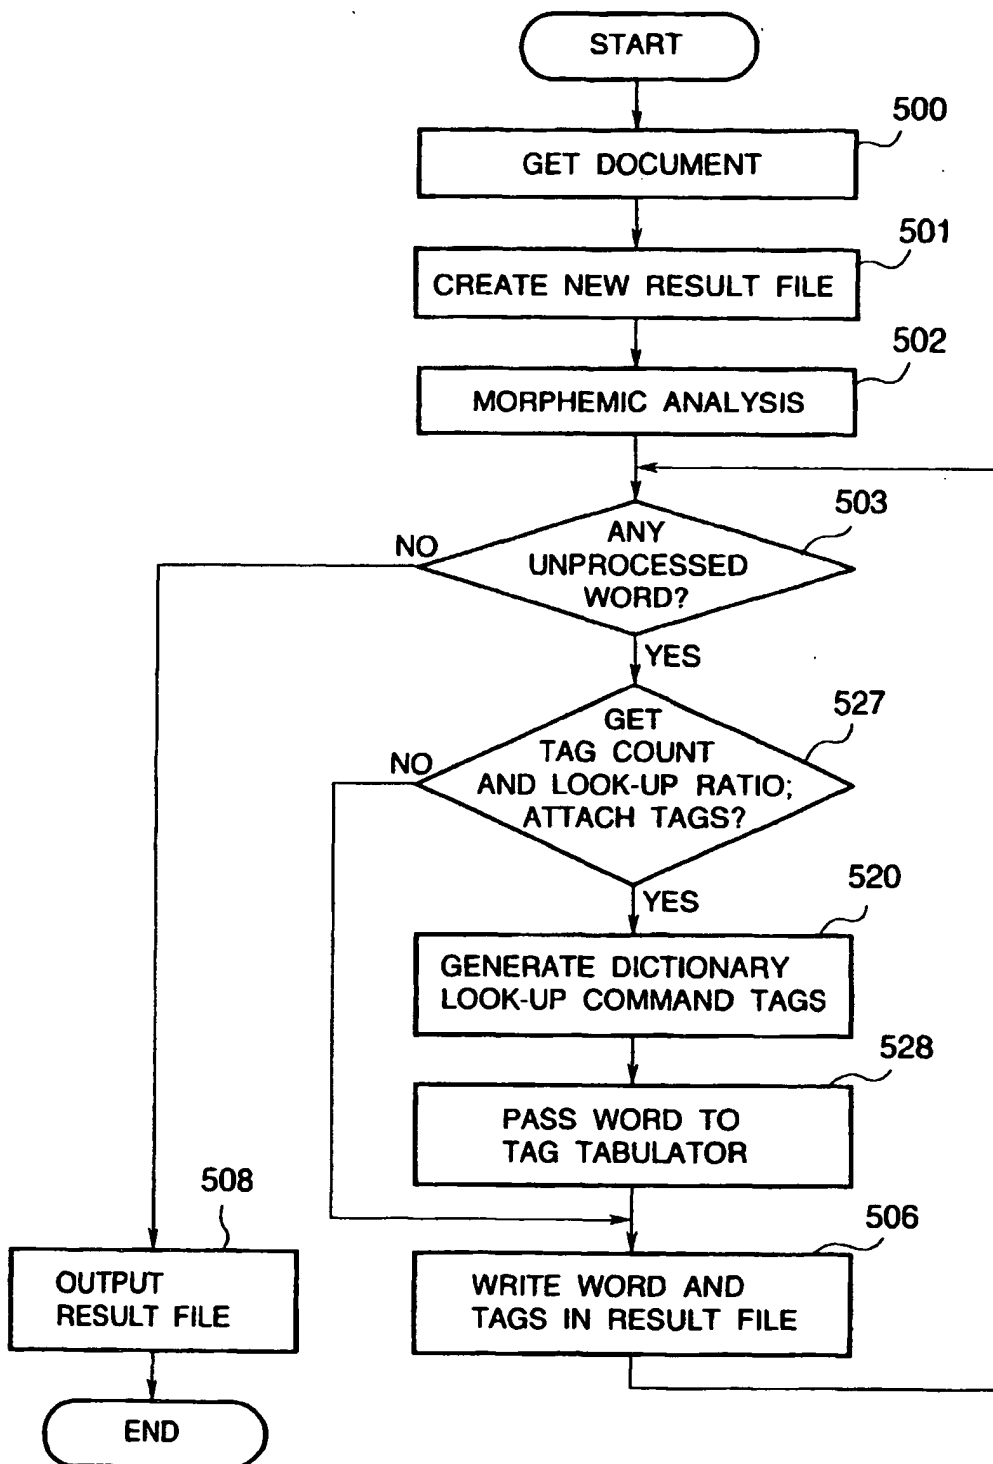 START
500
GET DOCUMENT
501
CREATE NEW RESULT FILE
502
MORPHEMIC ANALYSIS
503
NO
ANY
UNPROCESSED
WORD?
YES
527
NO
GET
TAG COUNT
AND LOOK-UP RATIO;
ATTACH TAGS?
YES
520
GENERATE DICTIONARY
LOOK-UP COMMAND TAGS
528
PASS WORD TO
TAG TABULATOR
508
506
OUTPUT
RESULT FILE
WRITE WORD AND
TAGS IN RESULT FILE
END